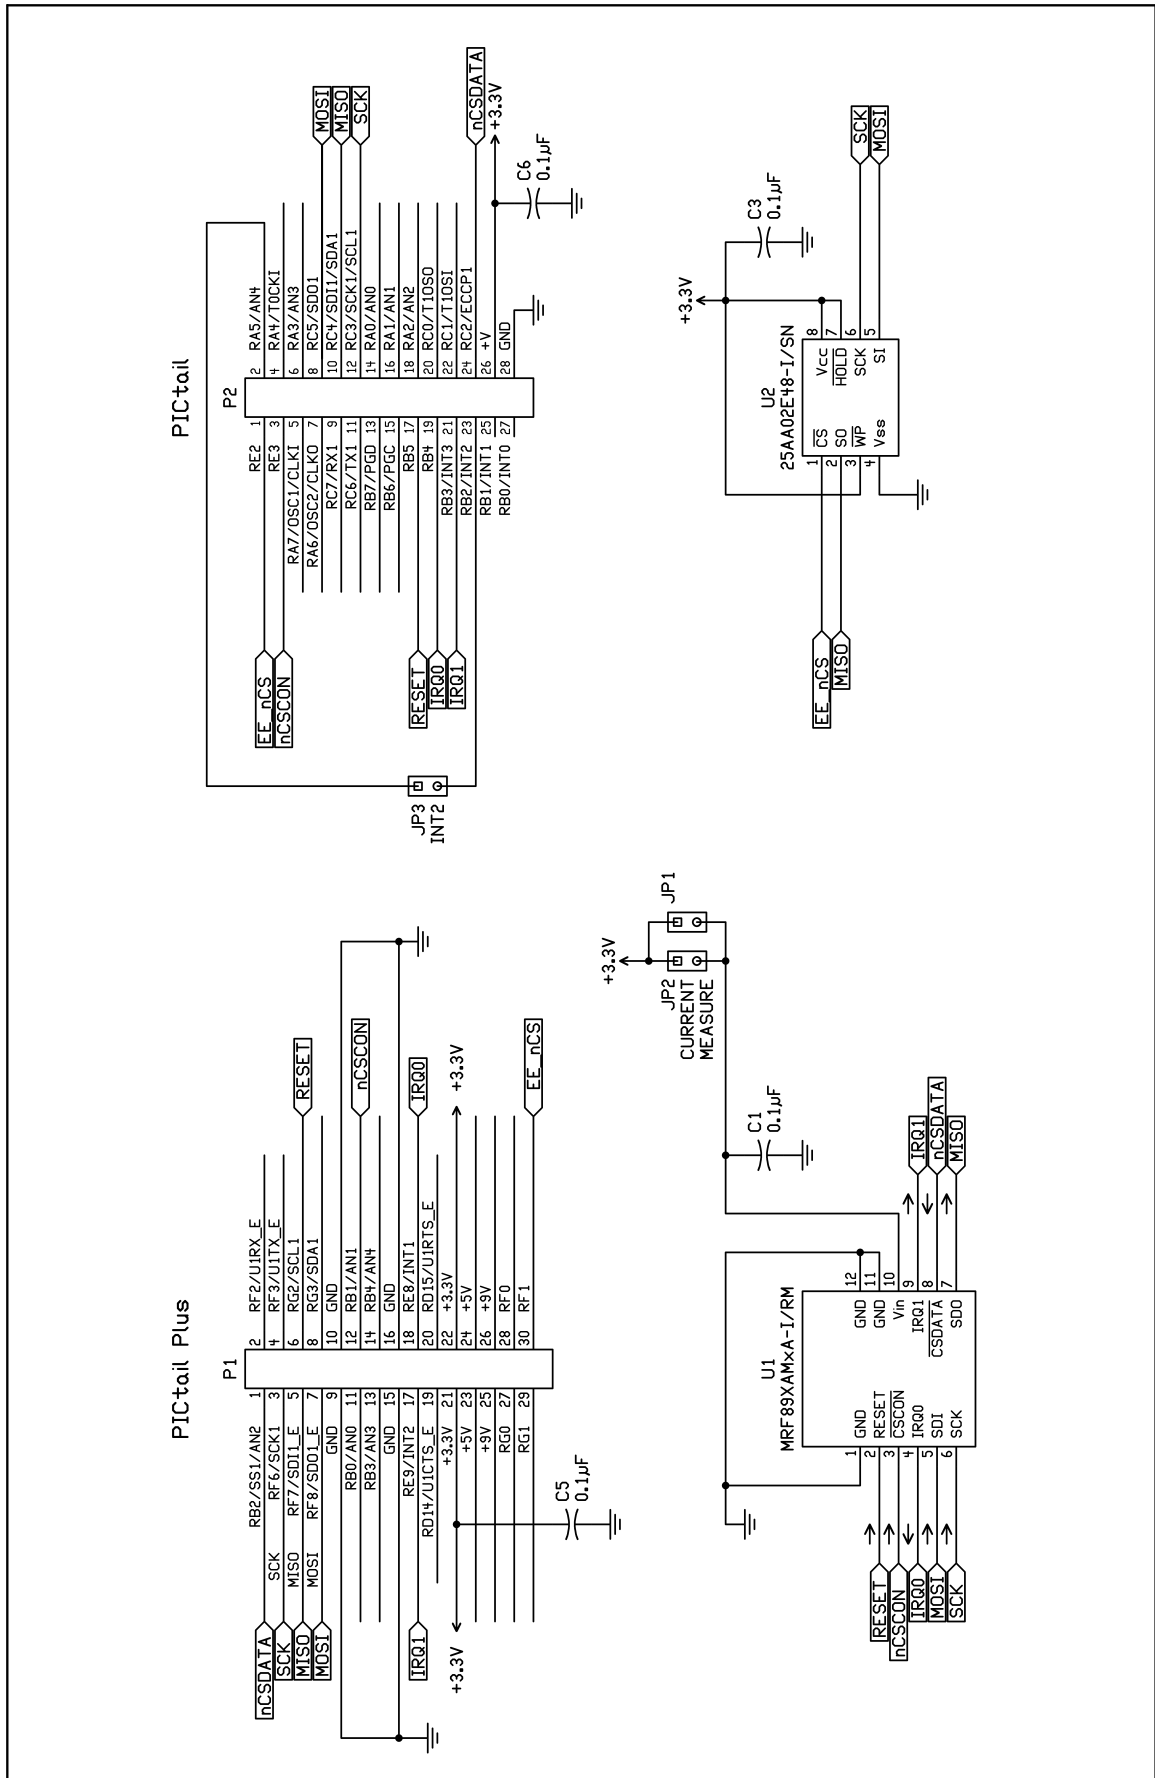 PICtail Plus
P1
nCSDATA
SCK
MISO
MOSI
SCK
MISO
MOSI
IRQ1
+3.3V
RB2/SS1/AN2 1
RF6/SCK1 3
RF7/SDI1_E 5
RF8/SDO1_E 7
GND 9
RB0/AN0 11
RB3/AN3 13
GND 15
RE9/INT2 17
RD14/U1CTS_E 19
+3.3V 21
+5V 23
+9V 25
RG0 27
RG1 29
2 RF2/U1RX_E
4 RF3/U1TX_E
6 RG2/SCL1
8 RG3/SDA1
10 GND
12 RB1/AN1
14 RB4/AN4
16 GND
18 RE8/INT1
20 RD15/U1RTS_E
22 +3.3V
24 +5V
26 +9V
28 RF0
30 RF1
RESET
nCSCON
IRQ0
+3.3V
EE_nCS
C5
0.1µF
PICtail
P2
EE_nCS
nCSCON
RESET
IRQ0
IRQ1
JP3
INT2
RE2 1
RE3 3
RA7/OSC1/CLKI 5
RA6/OSC2/CLKO 7
RC7/RX1 9
RC6/TX1 11
RB7/PGD 13
RB6/PGC 15
RB5 17
RB4 19
RB3/INT3 21
RB2/INT2 23
RB1/INT1 25
RB0/INT0 27
2 RA5/AN4
4 RA4/T0CKI
6 RA3/AN3
8 RC5/SDO1
10 RC4/SDI1/SDA1
12 RC3/SCK1/SCL1
14 RA0/AN0
16 RA1/AN1
18 RA2/AN2
20 RC0/T1OSO
22 RC1/T1OSI
24 RC2/ECCP1
26 +V
28 GND
MOSI
MISO
SCK
nCSDATA
+3.3V
C6
0.1µF
U1
MRF89XAMxA-I/RM
RESET
nCSCON
IRQ0
MOSI
SCK
1 GND
2 RESET
3 CSCON
4 IRQ0
5 SDI
6 SCK
GND 12
GND 11
Vin 10
IRQ1 9
CSDATA 8
SDO 7
IRQ1
nCSDATA
MISO
C1
0.1µF
+3.3V
JP2
CURRENT
MEASURE
JP1
U2
25AA02E48-I/SN
EE_nCS
MISO
1 CS
2 SO
3 WP
4 Vss
Vcc 8
HOLD 7
SCK 6
SI 5
SCK
MOSI
+3.3V
C3
0.1µF